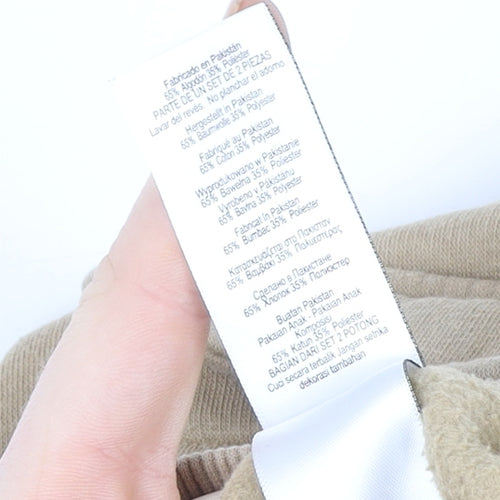 Fabricado en Pakistán
65% Algodón 35% Poliester
PARTE DE UN SET DE 2 PIEZAS
Lavar del revés No planchar el adorno
Hergestellt in Pakistan
65% Baumwolle 35% Polyester
Fabriqué au Pakistan
65% Coton 35% Polyester
Wyprodukowano w Pakistanie
65% Bawełna 35% Poliester
Vyrobeno v Pakistánu
65% Bavlna 35% Polyester
Fabricat în Pakistan
65% Bumbac 35% Poliester
Κατασκευάζεται στο Πακιστάν
65% Βαμβάκι 35% Πολυεστέρας
Сделано в Пакистане
65% Хлопок 35% Полиэстер
Buatan Pakistan
Pakaian Anak - Pakaian Anak
Komposisi
65% Katun 35% Poliester
BAGIAN DARI SET 2 POTONG
Cuci secara terbalik Jangan setrika
dekorasi tambahan